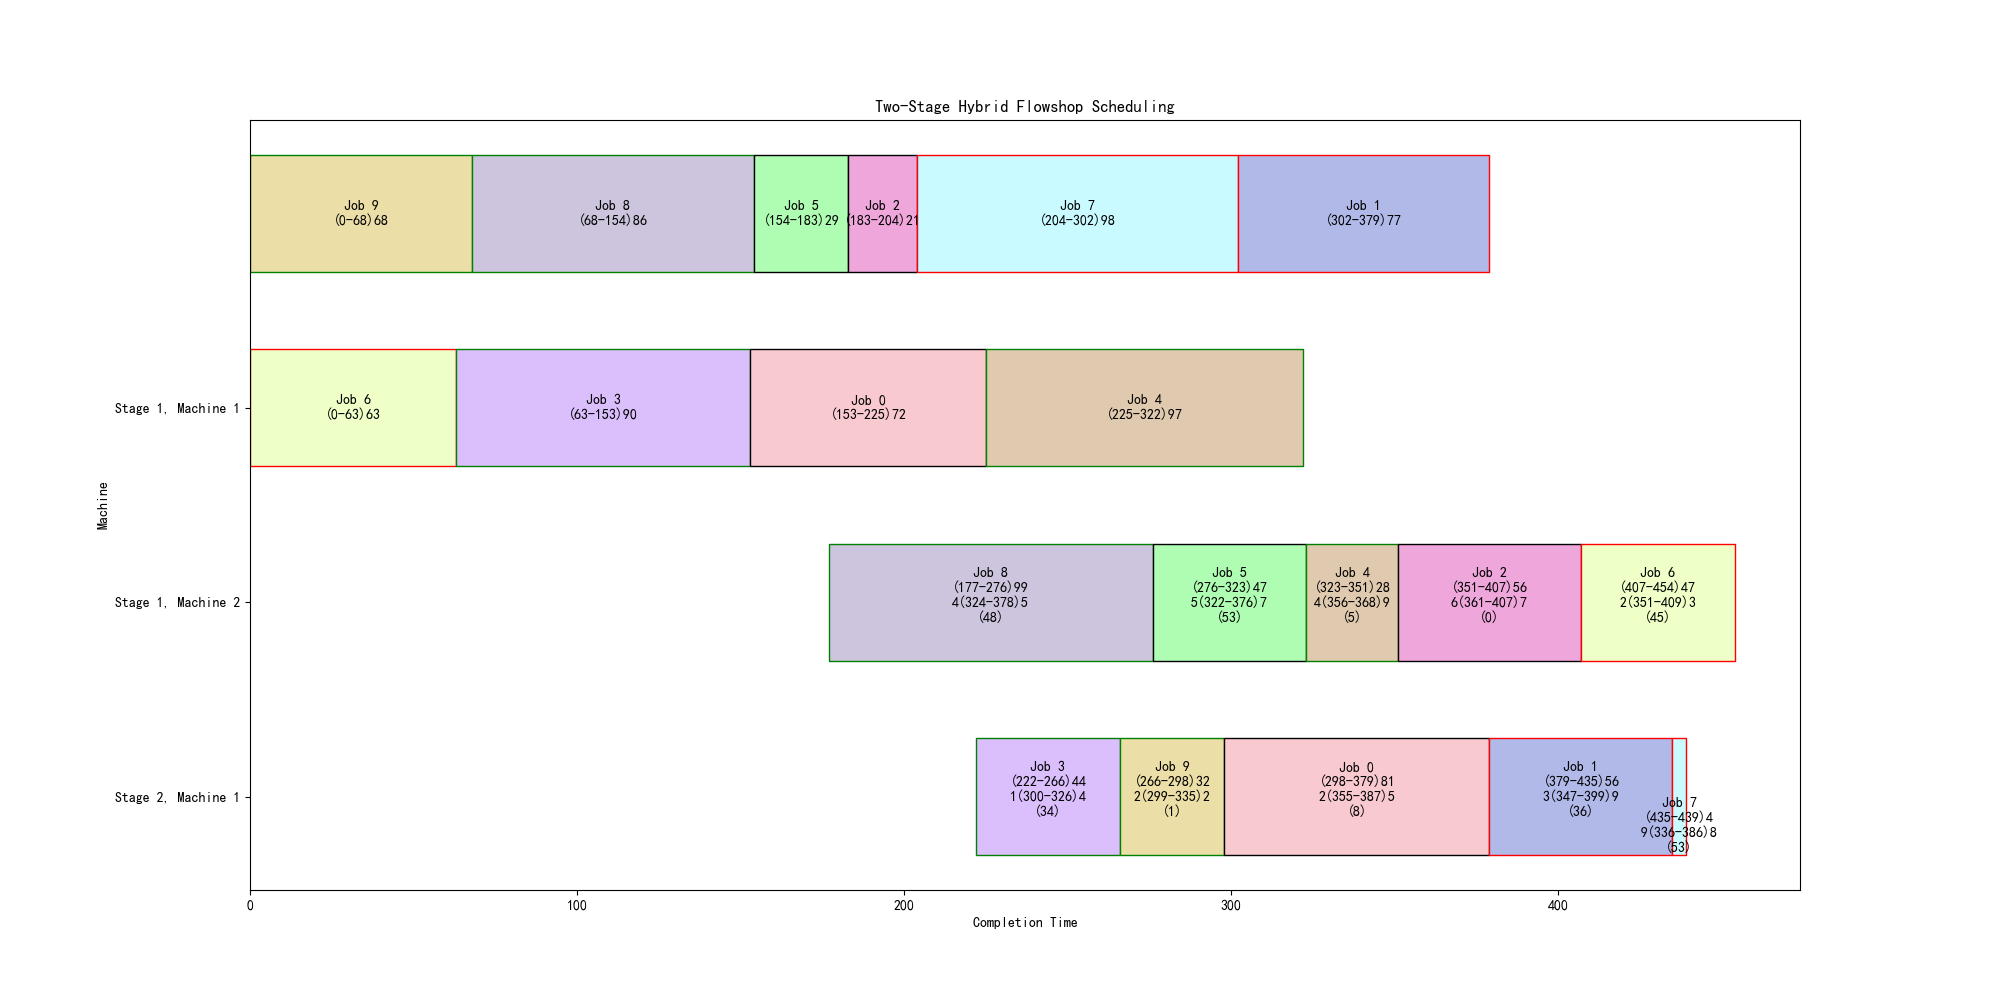 Two-Stage Hybrid Flowshop Scheduling
Job 9
(0-68)68
Job 8
(68-154)86
Job 5
(154-183)29
Job 2
(183-204)21
Job 7
(204-302)98
Job 1
(302-379)77
Stage 1, Machine 1
Job 6
(0-63)63
Job 3
(63-153)90
Job 0
(153-225)72
Job 4
(225-322)97
Machine
Stage 1, Machine 2
Job 8
(177-276)99
4(324-378)5
(48)
Job 5
(276-323)47
5(322-376)7
(53)
Job 4
(323-351)28
4(356-368)9
(5)
Job 2
(351-407)56
6(361-407)7
(0)
Job 6
(407-454)47
2(351-409)3
(45)
Stage 2, Machine 1
Job 3
(222-266)44
1(300-326)4
(34)
Job 9
(266-298)32
2(299-335)2
(1)
Job 0
(298-379)81
2(355-387)5
(8)
Job 1
(379-435)56
3(347-399)9
(36)
Job 7
(435-439)4
9(336-386)8
(53)
0
100
200
300
400
Completion Time